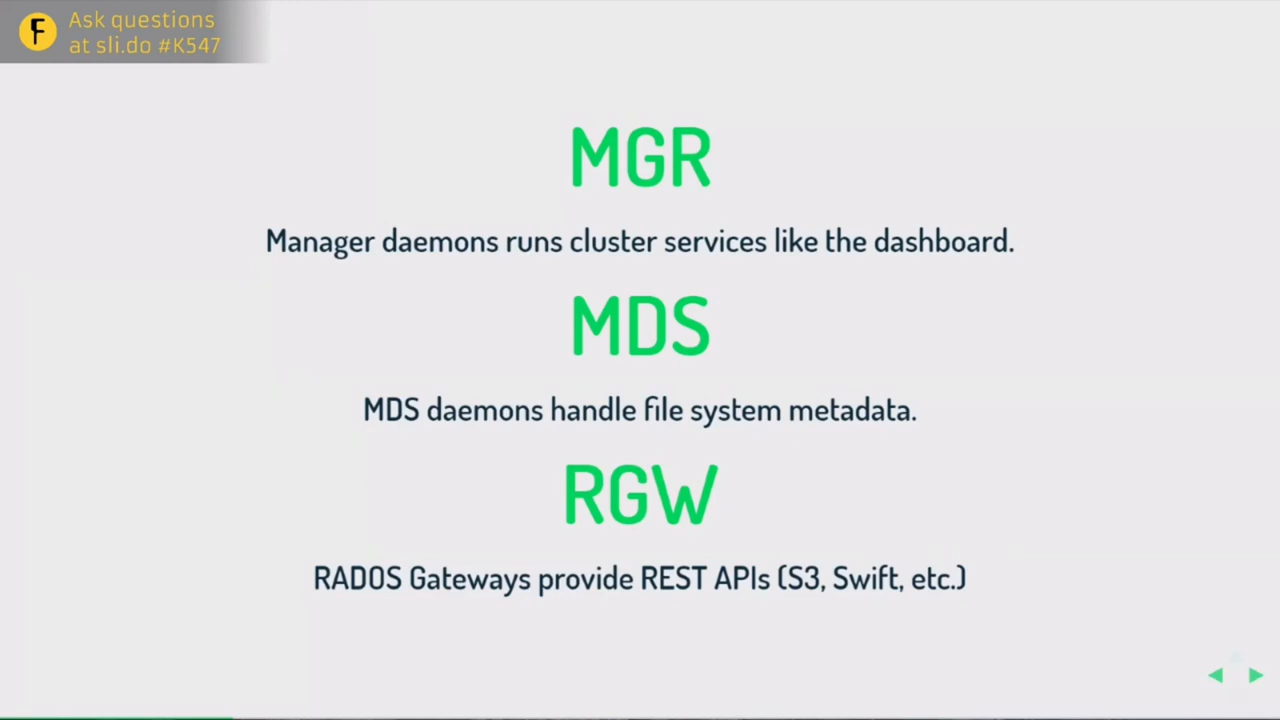 Ask questions
at sli.do #K547
MGR
Manager daemons runs cluster services like the dashboard.
MDS
MDS daemons handle file system metadata.
RGW
RADOS Gateways provide REST APIs (S3, Swift, etc.)